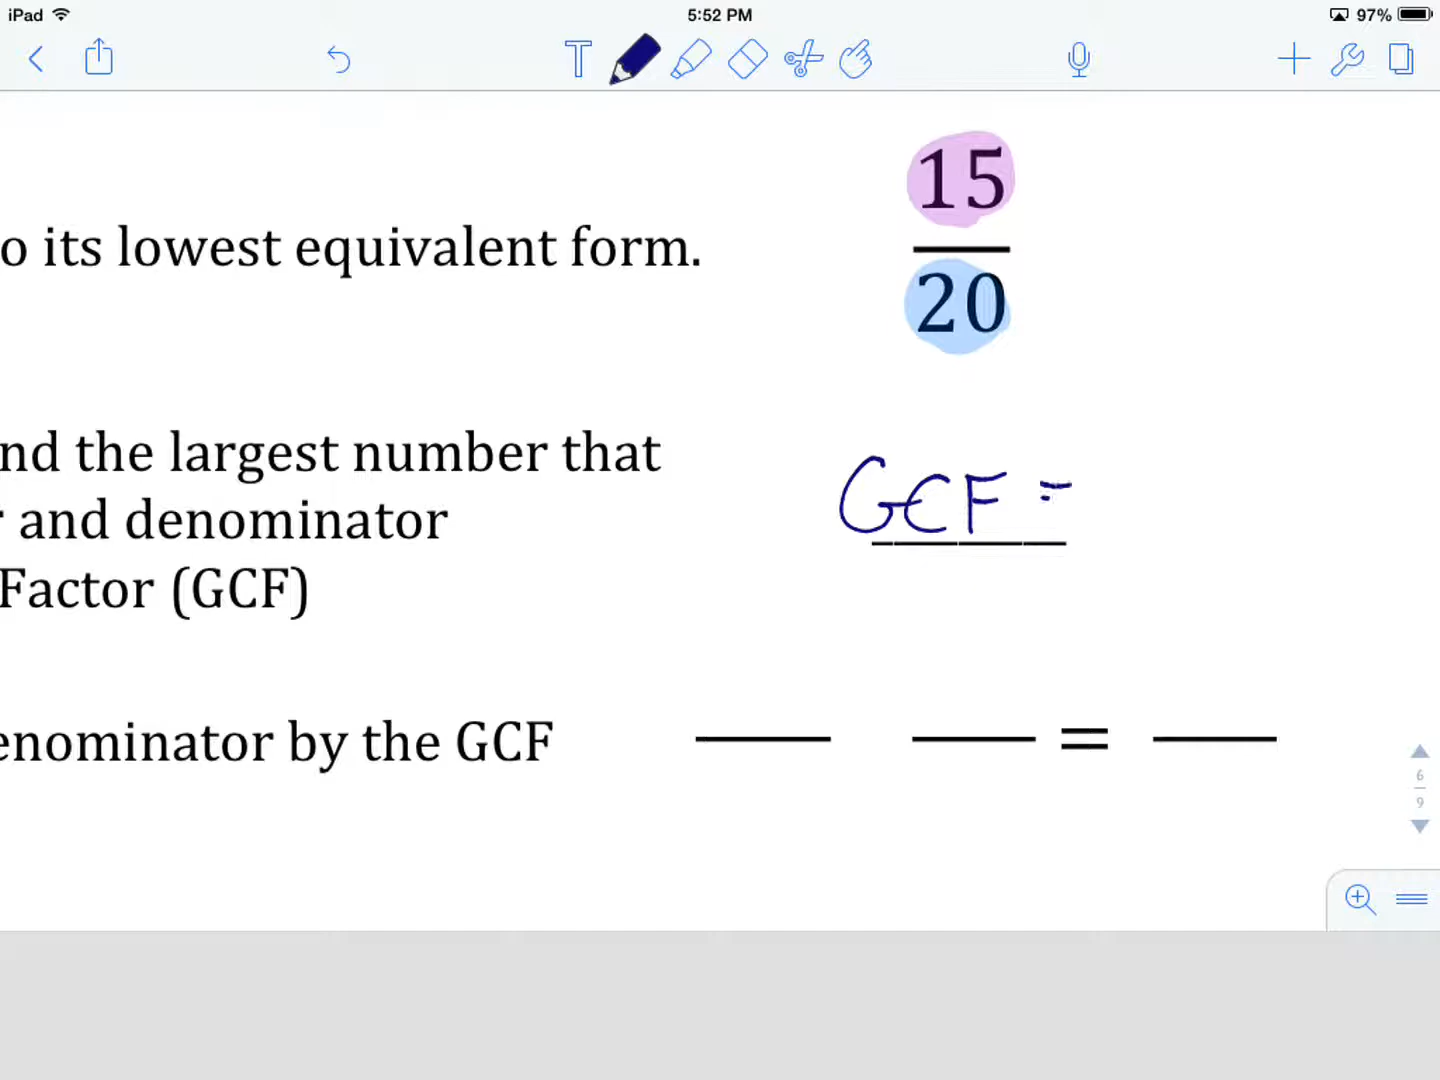 iPad 5:52 PM 97%
T
15
o its lowest equivalent form.
20
nd the largest number that
GCF =
r and denominator
Factor (GCF)
enominator by the GCF
=
6
9